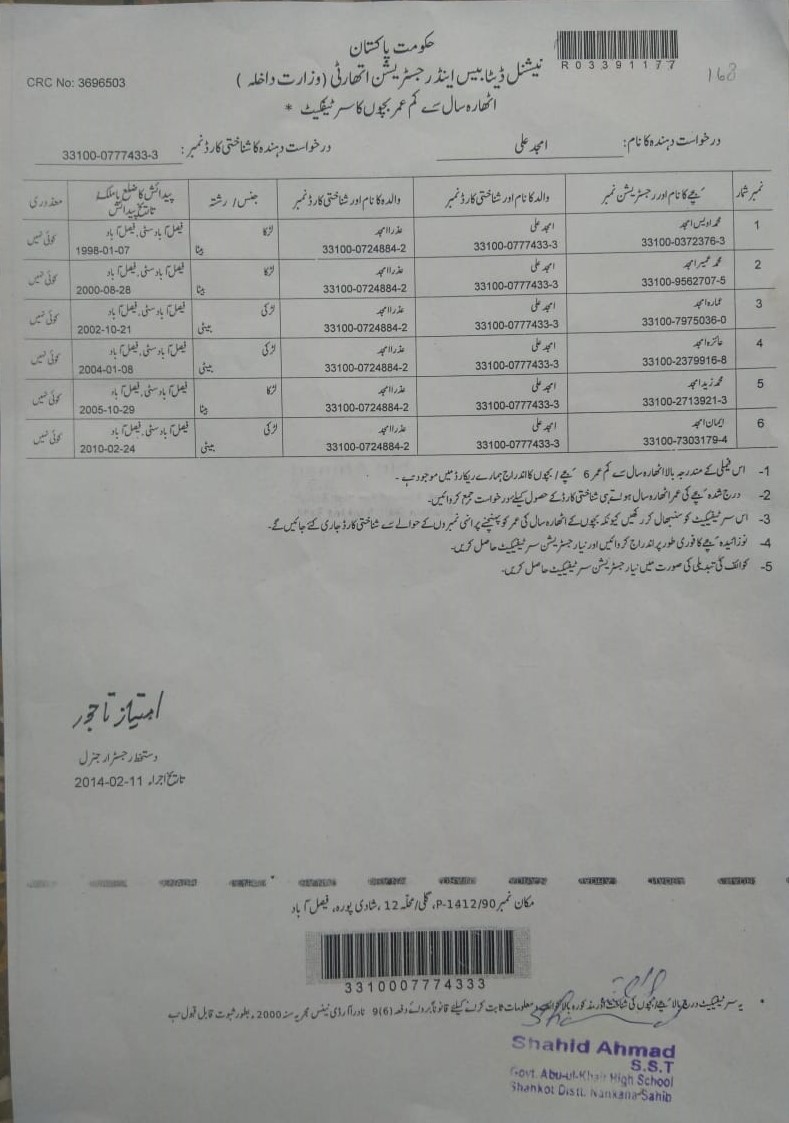 حکومت پاکستان
R03391177
168
نیشنل ڈیٹا بیس اینڈ رجسٹریشن اتھارٹی (وزارت داخلہ)
CRC No: 3696503
اٹھارہ سال سے کم عمر بچوں کا سرٹیفکیٹ *
درخواست دہندہ کا نام: امجد علی درخواست دہندہ کا شناختی کارڈ نمبر: 33100-0777433-3
نمبر شمار بچے کا نام اور رجسٹریشن نمبر والد کا نام اور شناختی کارڈ نمبر والدہ کا نام اور شناختی کارڈ نمبر جنس / رشتہ پیدائش کا ضلع یا ملک / تاریخ پیدائش معذوری
1 محمد اویس امجد امجد علی عذرا امجد لڑکا فیصل آباد سٹی، فیصل آباد کوئی نہیں
33100-0372376-3 33100-0777433-3 33100-0724884-2 بیٹا 1998-01-07
2 محمد عمیر امجد امجد علی عذرا امجد لڑکا فیصل آباد سٹی، فیصل آباد کوئی نہیں
33100-9562707-5 33100-0777433-3 33100-0724884-2 بیٹا 2000-08-28
3 عمارہ امجد امجد علی عذرا امجد لڑکی فیصل آباد سٹی، فیصل آباد کوئی نہیں
33100-7975036-0 33100-0777433-3 33100-0724884-2 بیٹی 2002-10-21
4 عائزہ امجد امجد علی عذرا امجد لڑکی فیصل آباد سٹی، فیصل آباد کوئی نہیں
33100-2379916-8 33100-0777433-3 33100-0724884-2 بیٹی 2004-01-08
5 محمد زید امجد امجد علی عذرا امجد لڑکا فیصل آباد سٹی، فیصل آباد کوئی نہیں
33100-2713921-3 33100-0777433-3 33100-0724884-2 بیٹا 2005-10-29
6 ایمان امجد امجد علی عذرا امجد لڑکی فیصل آباد سٹی، فیصل آباد کوئی نہیں
33100-7303179-4 33100-0777433-3 33100-0724884-2 بیٹی 2010-02-24
1- اس فیملی کے مندرجہ بالا اٹھارہ سال سے کم عمر 6 بچے / بچوں کا اندراج ہمارے ریکارڈ میں موجود ہے۔
2- درج شدہ بچے کی عمر اٹھارہ سال ہوتے ہی شناختی کارڈ کے حصول کیلئے درخواست جمع کروائیں۔
3- اس سرٹیفکیٹ کو سنبھال کر رکھیں کیونکہ بچوں کے اٹھارہ سال کی عمر کو پہنچنے پر انہی نمبروں کے حوالے سے شناختی کارڈ جاری کئے جائیں گے۔
4- نوزائیدہ بچے کا فوری طور پر اندراج کروائیں اور نیا رجسٹریشن سرٹیفکیٹ حاصل کریں۔
5- کوائف کی تبدیلی کی صورت میں نیا رجسٹریشن سرٹیفکیٹ حاصل کریں۔
امتیاز تاجور
دستخط رجسٹرار جنرل
تاریخ اجراء 2014-02-11
مکان نمبر P-1412/90، گلی/محلہ 12، شادی پورہ، فیصل آباد
3310007774333
* یہ سرٹیفکیٹ درج بالا بچے / بچوں کی شناخت اور مذکورہ بالا کوائف و معلومات ثابت کرنے کیلئے قانوناً بروئے دفعہ 9(6) نادرا آرڈی نینس مجریہ سنہ 2000ء بطور ثبوت قابل قبول ہے
Shahid Ahmad
S.S.T
Govt. Abu-ul-Khair High School
Shahkot Distt. Nankana Sahib